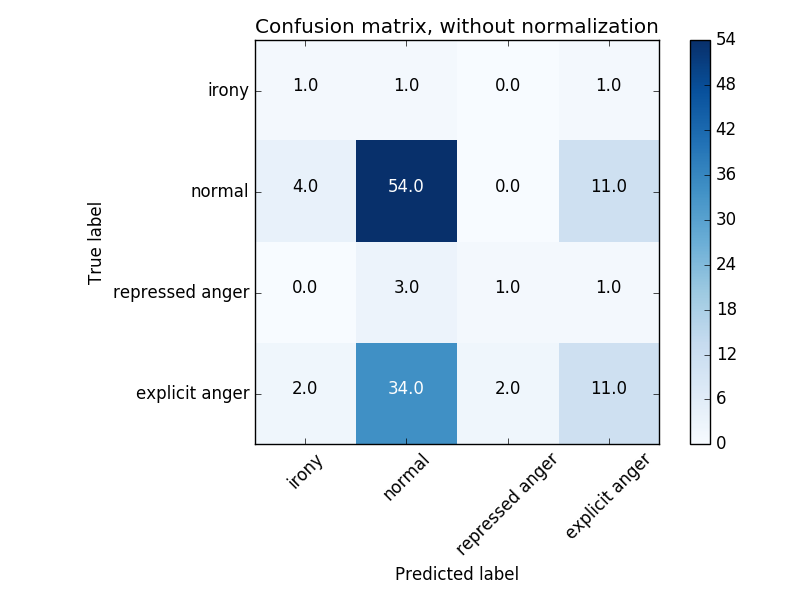 Confusion matrix, without normalization
irony 1.0 1.0 0.0 1.0
normal 4.0 54.0 0.0 11.0
repressed anger 0.0 3.0 1.0 1.0
explicit anger 2.0 34.0 2.0 11.0
True label
irony normal repressed anger explicit anger
Predicted label
54
48
42
36
30
24
18
12
6
0